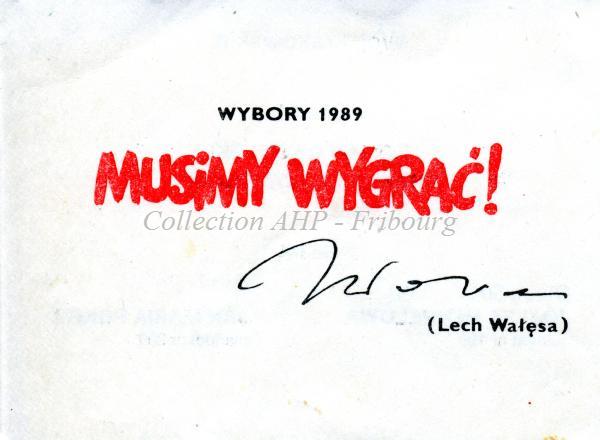 WYBORY 1989
MUSiMY WYGRAĆ!
Collection AHP - Fribourg
(Lech Wałęsa)